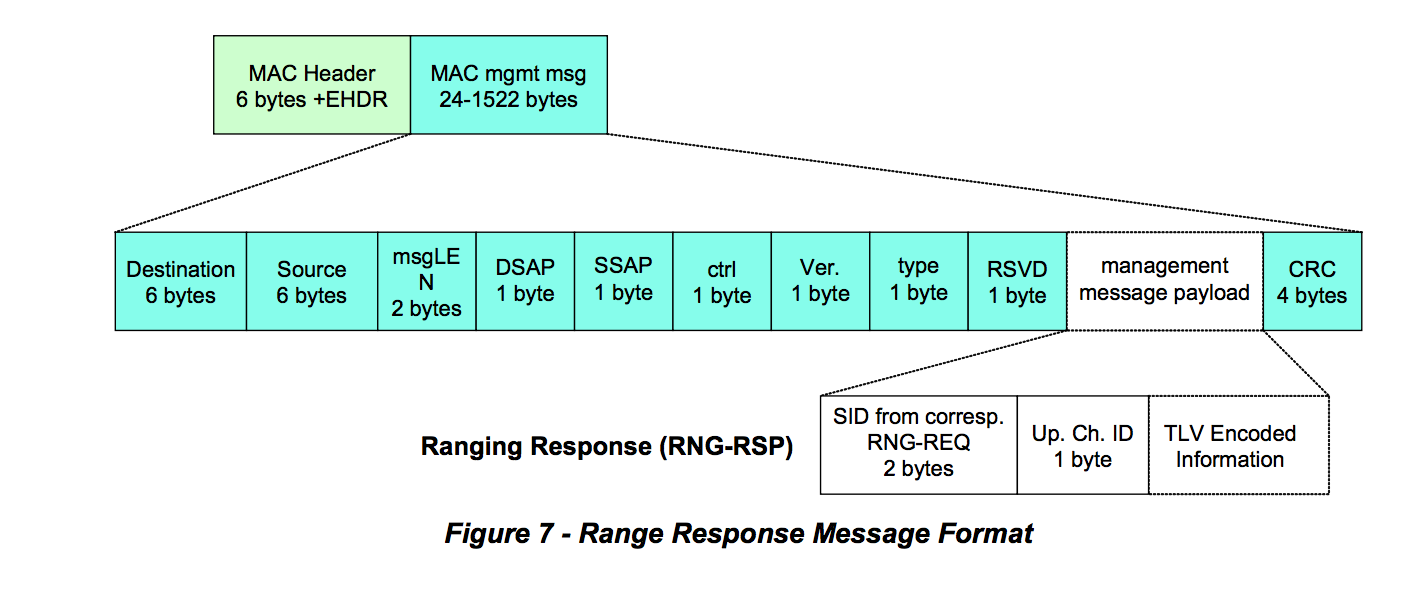 MAC Header
6 bytes +EHDR
MAC mgmt msg
24-1522 bytes
Destination
6 bytes
Source
6 bytes
msgLE
N
2 bytes
DSAP
1 byte
SSAP
1 byte
ctrl
1 byte
Ver.
1 byte
type
1 byte
RSVD
1 byte
management
message payload
CRC
4 bytes
Ranging Response (RNG-RSP)
SID from corresp.
RNG-REQ
2 bytes
Up. Ch. ID
1 byte
TLV Encoded
Information
Figure 7 - Range Response Message Format